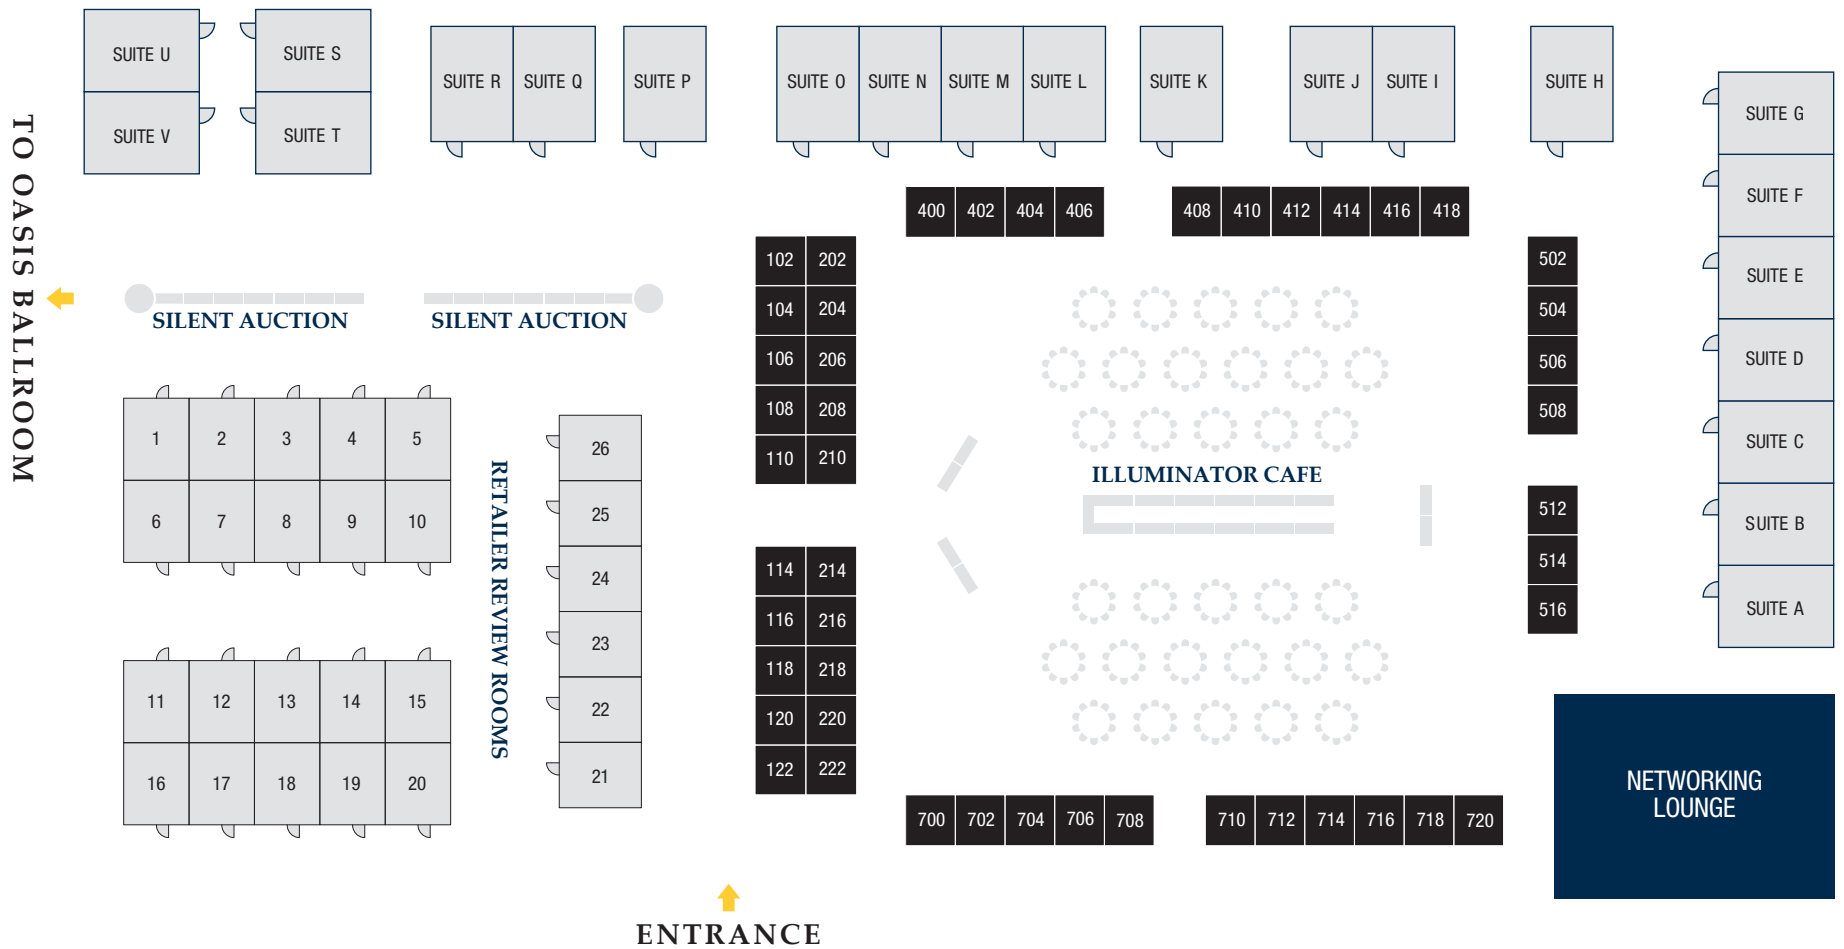 SUITE U
SUITE S
SUITE V
SUITE T
SUITE R
SUITE Q
SUITE P
SUITE O
SUITE N
SUITE M
SUITE L
SUITE K
SUITE J
SUITE I
SUITE H
SUITE G
SUITE F
SUITE E
SUITE D
SUITE C
SUITE B
SUITE A
TO OASIS BALLROOM
400 402 404 406
408 410 412 414 416 418
102 202
104 204
106 206
108 208
110 210
114 214
116 216
118 218
120 220
122 222
502
504
506
508
512
514
516
SILENT AUCTION
SILENT AUCTION
1 2 3 4 5
6 7 8 9 10
11 12 13 14 15
16 17 18 19 20
RETAILER REVIEW ROOMS
26
25
24
23
22
21
ILLUMINATOR CAFE
700 702 704 706 708
710 712 714 716 718 720
NETWORKING
LOUNGE
ENTRANCE